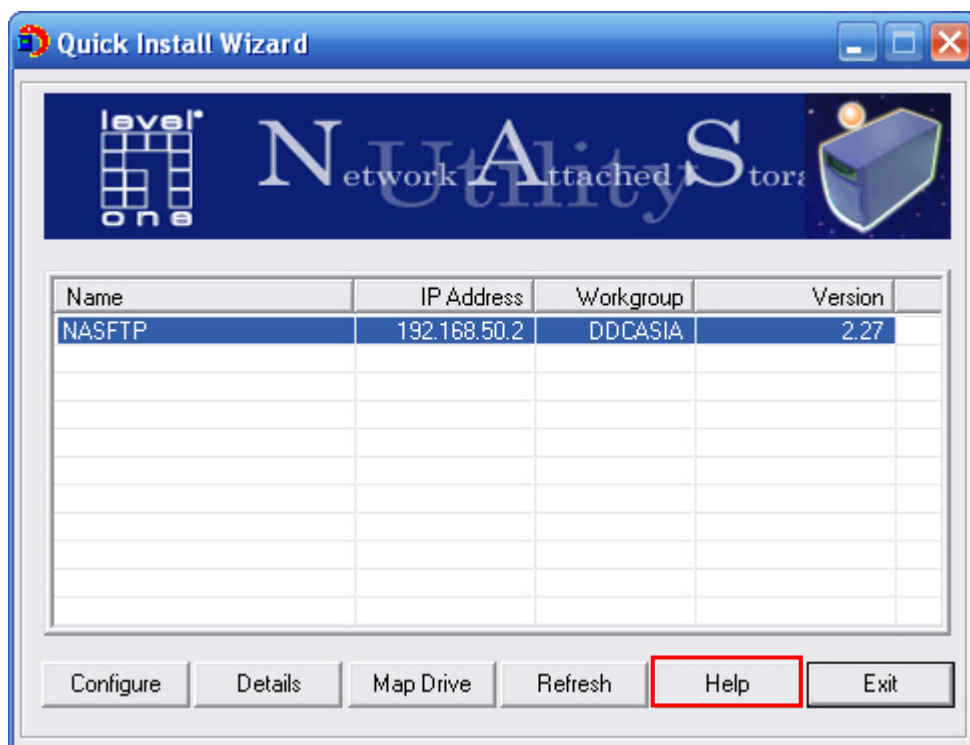 Quick Install Wizard
level one
Network Attached Stora
Utility
Name IP Address Workgroup Version
NASFTP 192.168.50.2 DDCASIA 2.27
Configure Details Map Drive Refresh Help Exit